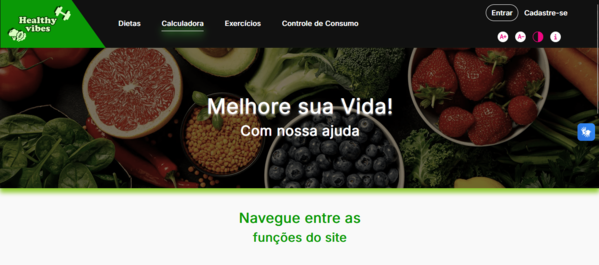 Healthy
vibes
Dietas
Calculadora
Exercícios
Controle de Consumo
Entrar
Cadastre-se
A+
A-
Melhore sua Vida!
Com nossa ajuda
Navegue entre as
funções do site